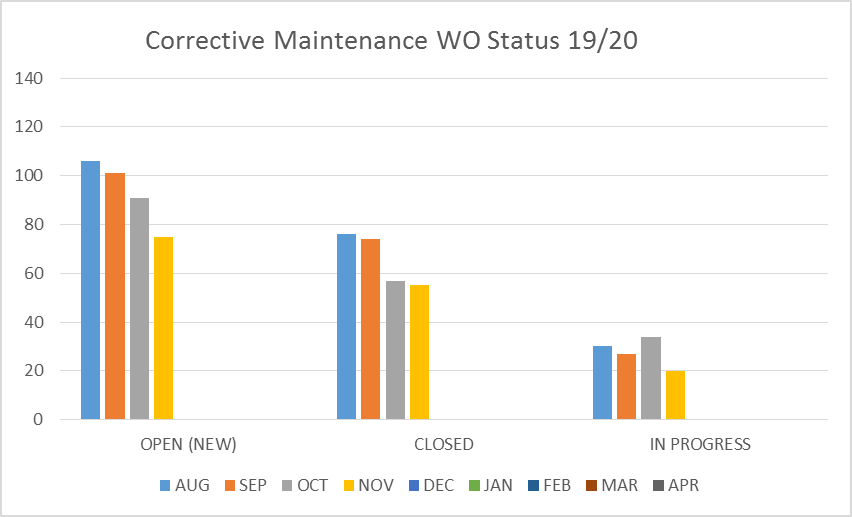 Corrective Maintenance WO Status 19/20
140
120
100
80
60
40
20
0
OPEN (NEW) CLOSED IN PROGRESS
AUG SEP OCT NOV DEC JAN FEB MAR APR